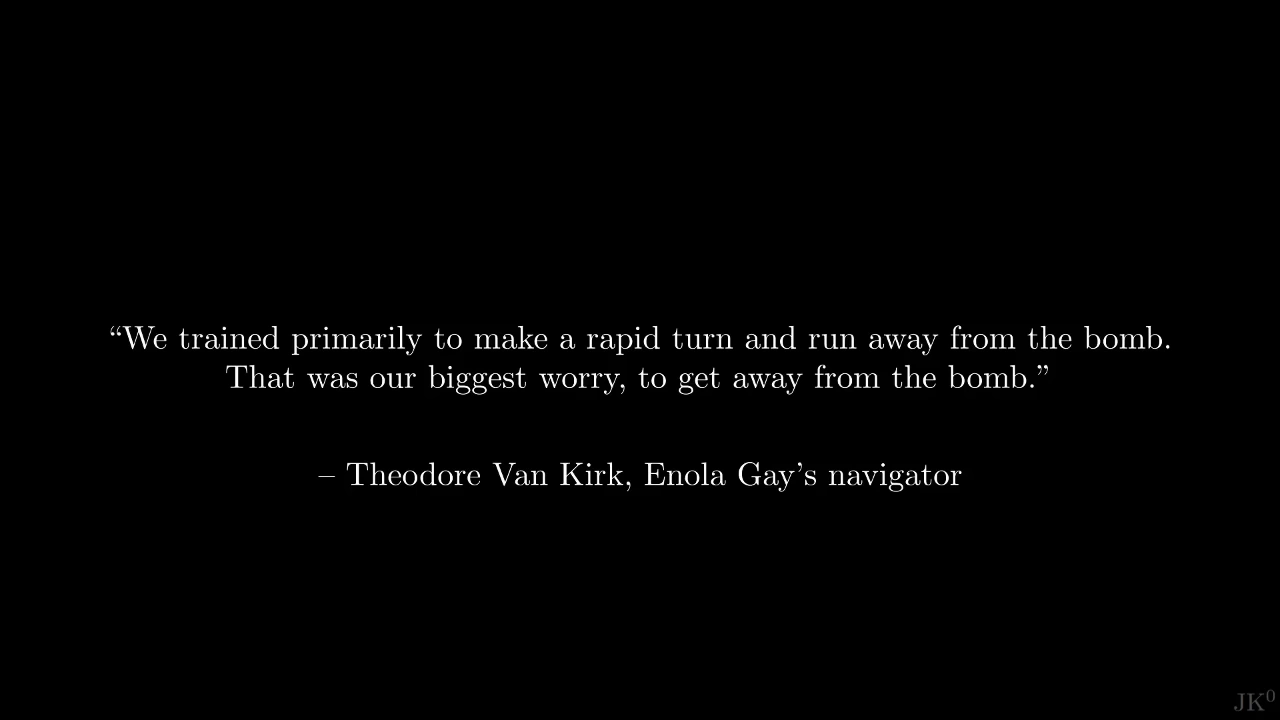 “We trained primarily to make a rapid turn and run away from the bomb.
That was our biggest worry, to get away from the bomb.”
– Theodore Van Kirk, Enola Gay’s navigator
JK⁰